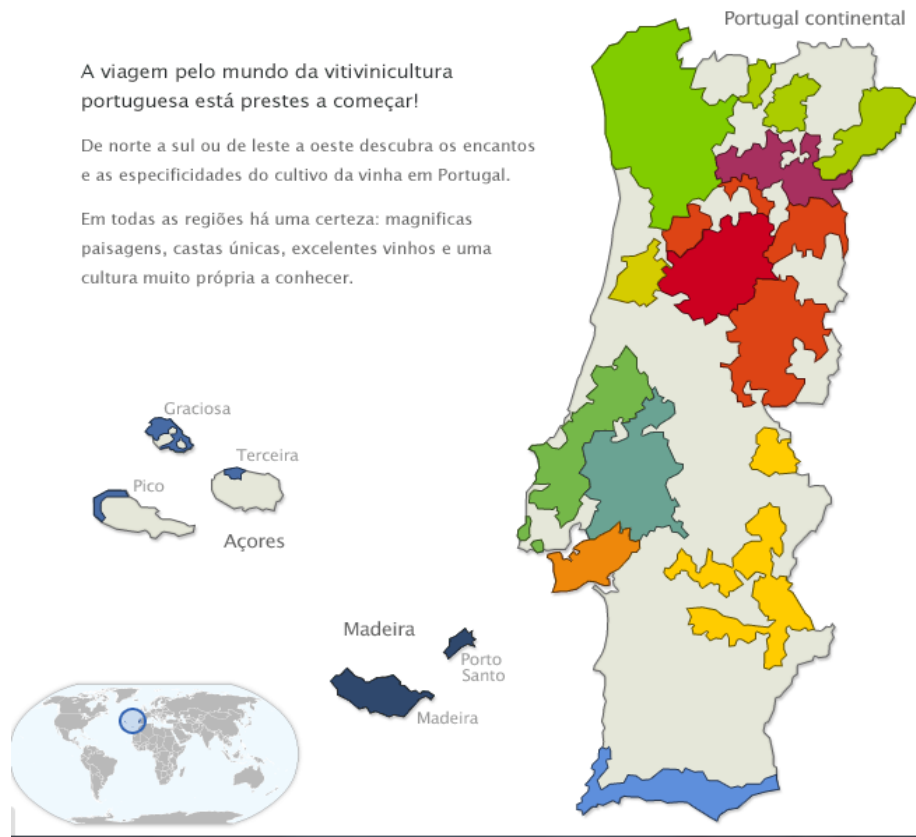 Portugal continental
A viagem pelo mundo da vitivinicultura
portuguesa está prestes a começar!
De norte a sul ou de leste a oeste descubra os encantos
e as especificidades do cultivo da vinha em Portugal.
Em todas as regiões há uma certeza: magnificas
paisagens, castas únicas, excelentes vinhos e uma
cultura muito própria a conhecer.
Graciosa
Terceira
Pico
Açores
Madeira
Porto
Santo
Madeira